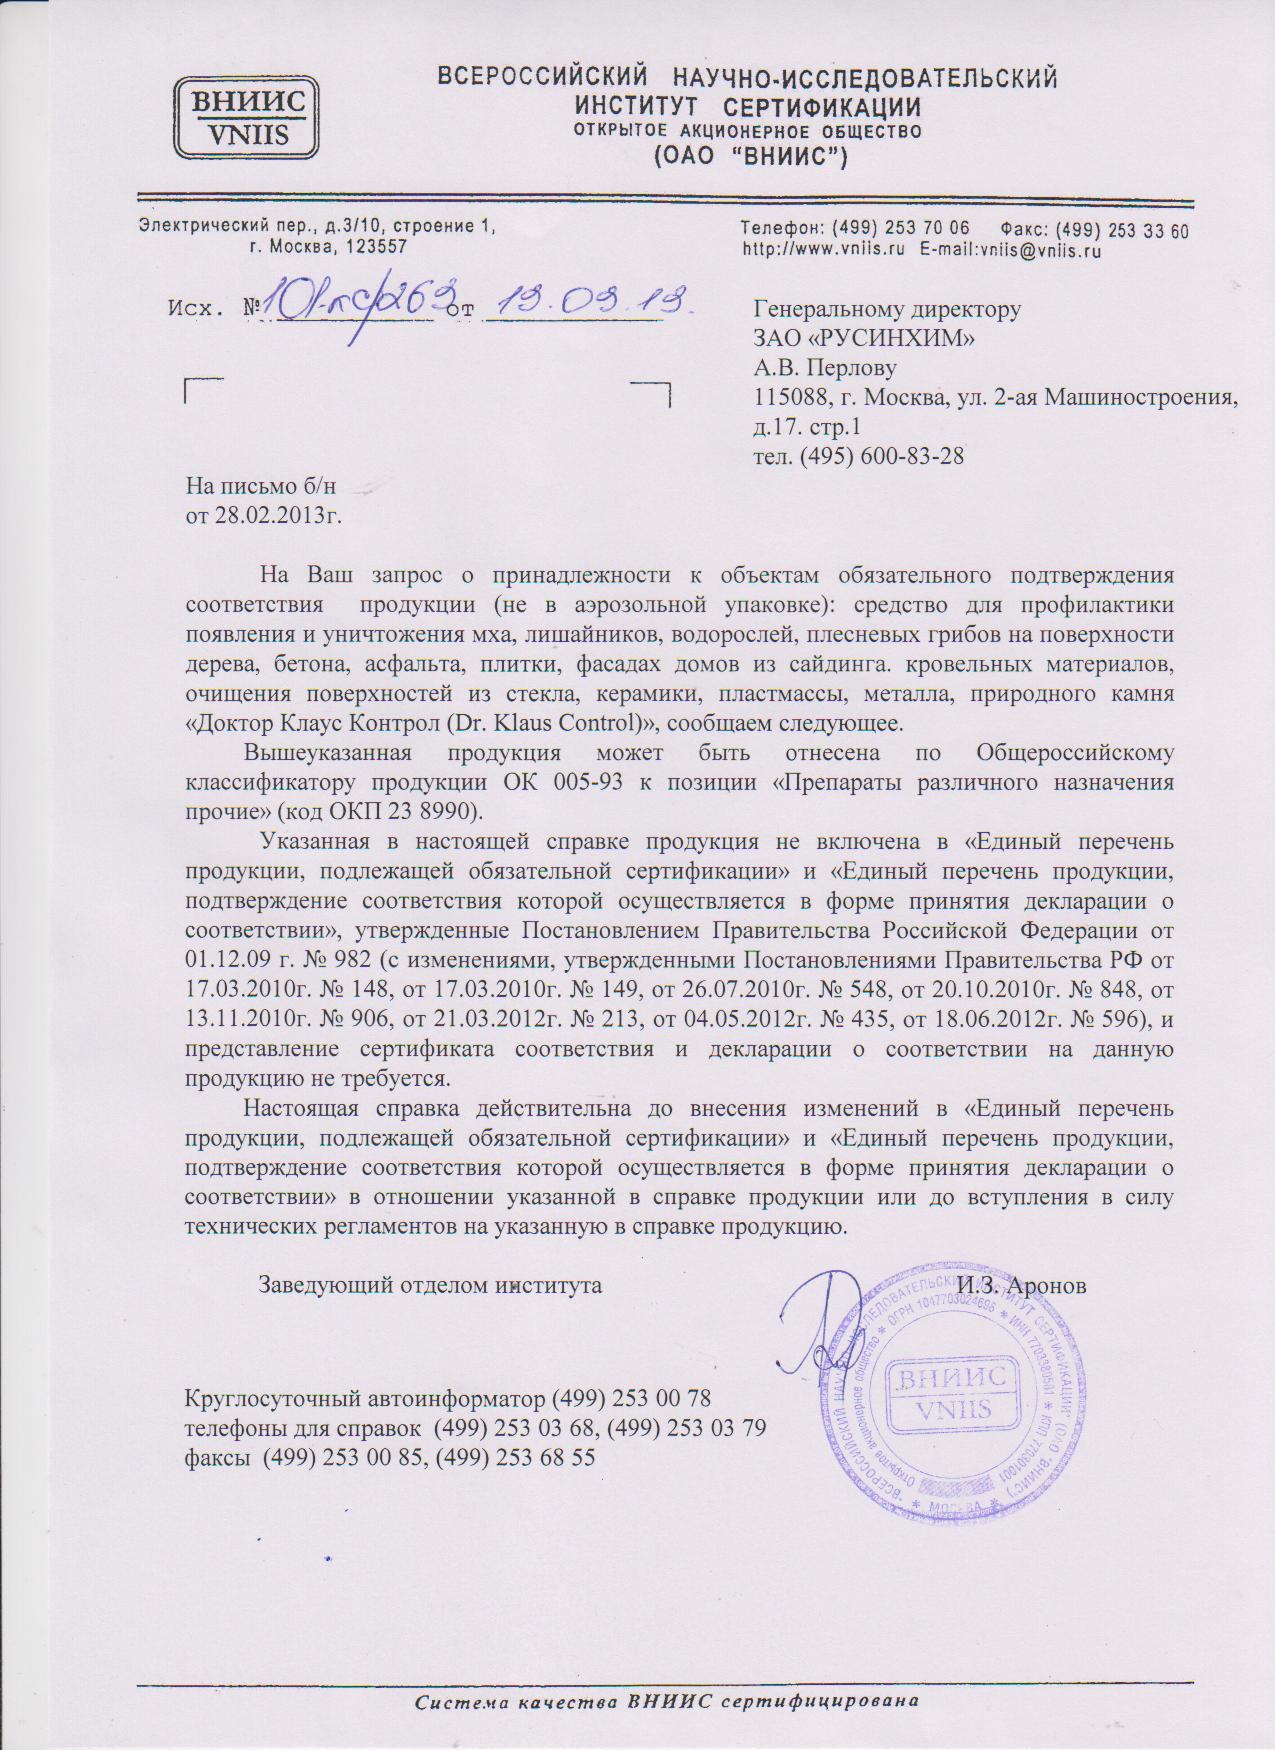 ВНИИС
VNIIS
ВСЕРОССИЙСКИЙ НАУЧНО-ИССЛЕДОВАТЕЛЬСКИЙ
ИНСТИТУТ СЕРТИФИКАЦИИ
ОТКРЫТОЕ АКЦИОНЕРНОЕ ОБЩЕСТВО
(ОАО “ВНИИС”)
Электрический пер., д.3/10, строение 1,
г. Москва, 123557
Телефон: (499) 253 70 06 Факс: (499) 253 33 60
http://www.vniis.ru E-mail:vniis@vniis.ru
Исх. № 101-кс/263 от 19.03.13.
Генеральному директору
ЗАО «РУСИНХИМ»
А.В. Перлову
115088, г. Москва, ул. 2-ая Машиностроения,
д.17. стр.1
тел. (495) 600-83-28
На письмо б/н
от 28.02.2013г.
На Ваш запрос о принадлежности к объектам обязательного подтверждения
соответствия продукции (не в аэрозольной упаковке): средство для профилактики
появления и уничтожения мха, лишайников, водорослей, плесневых грибов на поверхности
дерева, бетона, асфальта, плитки, фасадах домов из сайдинга. кровельных материалов,
очищения поверхностей из стекла, керамики, пластмассы, металла, природного камня
«Доктор Клаус Контрол (Dr. Klaus Control)», сообщаем следующее.
Вышеуказанная продукция может быть отнесена по Общероссийскому
классификатору продукции ОК 005-93 к позиции «Препараты различного назначения
прочие» (код ОКП 23 8990).
Указанная в настоящей справке продукция не включена в «Единый перечень
продукции, подлежащей обязательной сертификации» и «Единый перечень продукции,
подтверждение соответствия которой осуществляется в форме принятия декларации о
соответствии», утвержденные Постановлением Правительства Российской Федерации от
01.12.09 г. № 982 (с изменениями, утвержденными Постановлениями Правительства РФ от
17.03.2010г. № 148, от 17.03.2010г. № 149, от 26.07.2010г. № 548, от 20.10.2010г. № 848, от
13.11.2010г. № 906, от 21.03.2012г. № 213, от 04.05.2012г. № 435, от 18.06.2012г. № 596), и
представление сертификата соответствия и декларации о соответствии на данную
продукцию не требуется.
Настоящая справка действительна до внесения изменений в «Единый перечень
продукции, подлежащей обязательной сертификации» и «Единый перечень продукции,
подтверждение соответствия которой осуществляется в форме принятия декларации о
соответствии» в отношении указанной в справке продукции или до вступления в силу
технических регламентов на указанную в справке продукцию.
Заведующий отделом института И.З. Аронов
"ВСЕРОССИЙСКИЙ НАУЧНО-ИССЛЕДОВАТЕЛЬСКИЙ ИНСТИТУТ СЕРТИФИКАЦИИ" (ОАО "ВНИИС") * МОСКВА *
Открытое акционерное общество * ОГРН 1047703024696 * ИНН 7703380581 * КПП 770301001
ВНИИС
VNIIS
Круглосуточный автоинформатор (499) 253 00 78
телефоны для справок (499) 253 03 68, (499) 253 03 79
факсы (499) 253 00 85, (499) 253 68 55
Система качества ВНИИС сертифицирована